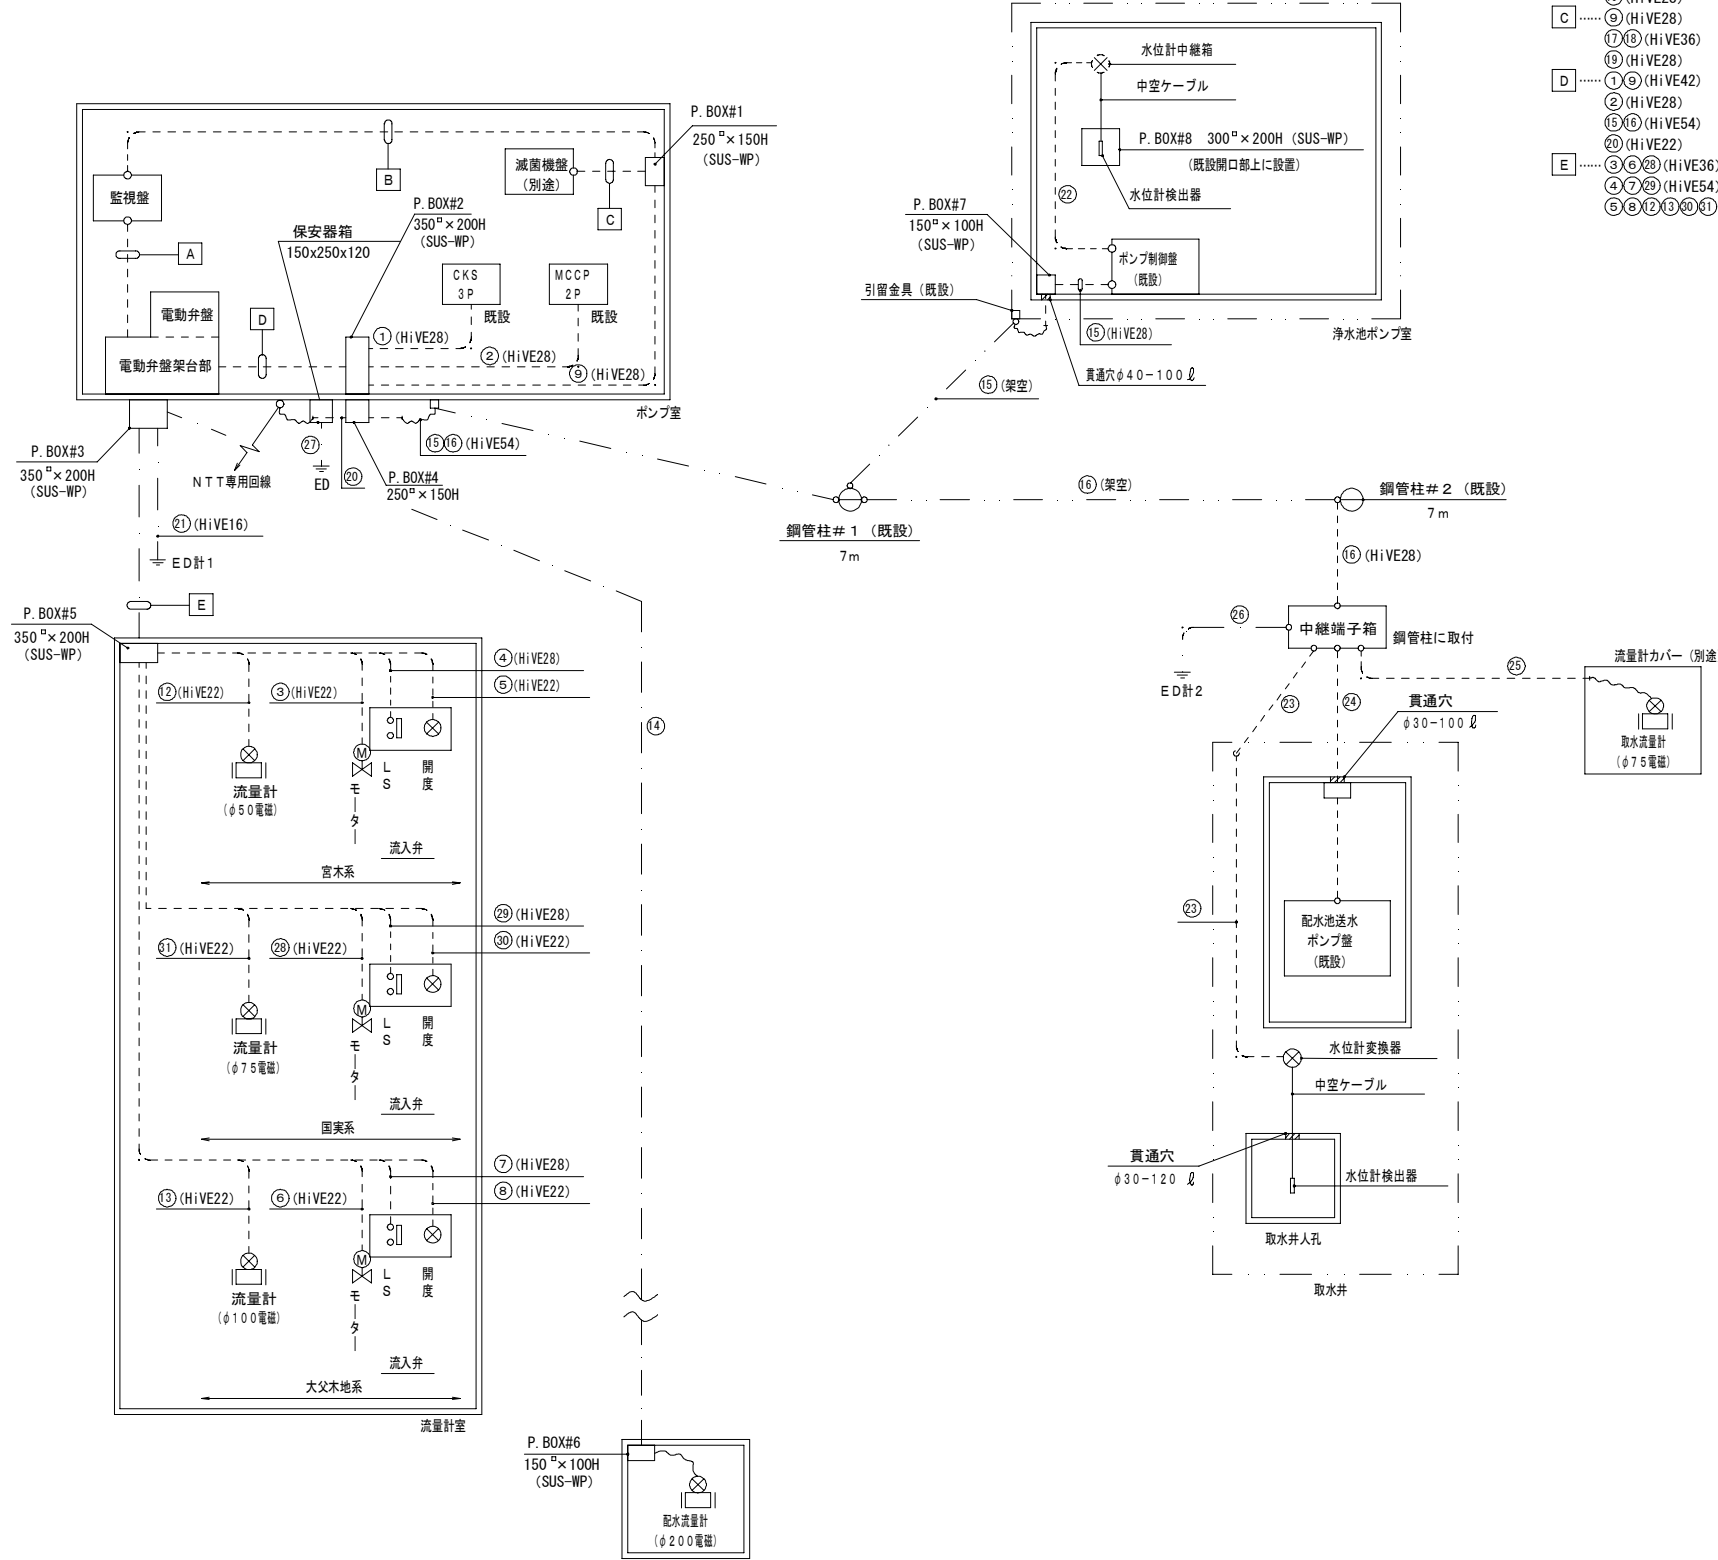 C ······ ⑨(HiVE28)
⑰⑱(HiVE36)
⑲(HiVE28)
D ······ ①⑨(HiVE42)
②(HiVE28)
⑮⑯(HiVE54)
⑳(HiVE22)
E ······ ③⑥㉘(HiVE36)
④⑦㉙(HiVE54)
⑤⑧⑫⑬㉚㉛
水位計中継箱
中空ケーブル
P.BOX#8 300□×200H (SUS-WP)
(既設開口部上に設置)
水位計検出器
㉒
P.BOX#7
150□×100H
(SUS-WP)
ポンプ制御盤
(既設)
引留金具(既設)
⑮(HiVE28)
浄水池ポンプ室
貫通穴φ40-100ℓ
⑮(架空)
P.BOX#1
250□×150H
(SUS-WP)
B
滅菌機盤
(別途)
C
監視盤
A
P.BOX#2
350□×200H
(SUS-WP)
保安器箱
150x250x120
CKS
3P
既設
MCCP
2P
既設
電動弁盤
D
電動弁盤架台部
①(HiVE28)
②(HiVE28)
⑨(HiVE28)
ポンプ室
P.BOX#3
350□×200H
(SUS-WP)
NTT専用回線
㉗
ED
⑳
⑮⑯(HiVE54)
P.BOX#4
250□×150H
㉑(HiVE16)
ED計1
鋼管柱#1(既設)
7m
⑯(架空)
鋼管柱#2(既設)
7m
⑯(HiVE28)
E
P.BOX#5
350□×200H
(SUS-WP)
㉖
中継端子箱
鋼管柱に取付
ED計2
㉓
㉔
㉕
流量計カバー(別途
取水流量計
(φ75電磁)
貫通穴
φ30-100ℓ
④(HiVE28)
⑤(HiVE22)
⑫(HiVE22)
③(HiVE22)
M
LS
開度
モーター
流量計
(φ50電磁)
流入弁
宮木系
⑭
㉙(HiVE28)
㉚(HiVE22)
㉛(HiVE22)
㉘(HiVE22)
M
LS
開度
モーター
流量計
(φ75電磁)
流入弁
国実系
㉓
配水池送水
ポンプ盤
(既設)
水位計変換器
中空ケーブル
貫通穴
φ30-120ℓ
水位計検出器
取水井人孔
取水井
⑦(HiVE28)
⑧(HiVE22)
⑬(HiVE22)
⑥(HiVE22)
M
LS
開度
モーター
流量計
(φ100電磁)
流入弁
大父木地系
流量計室
P.BOX#6
150□×100H
(SUS-WP)
配水流量計
(φ200電磁)